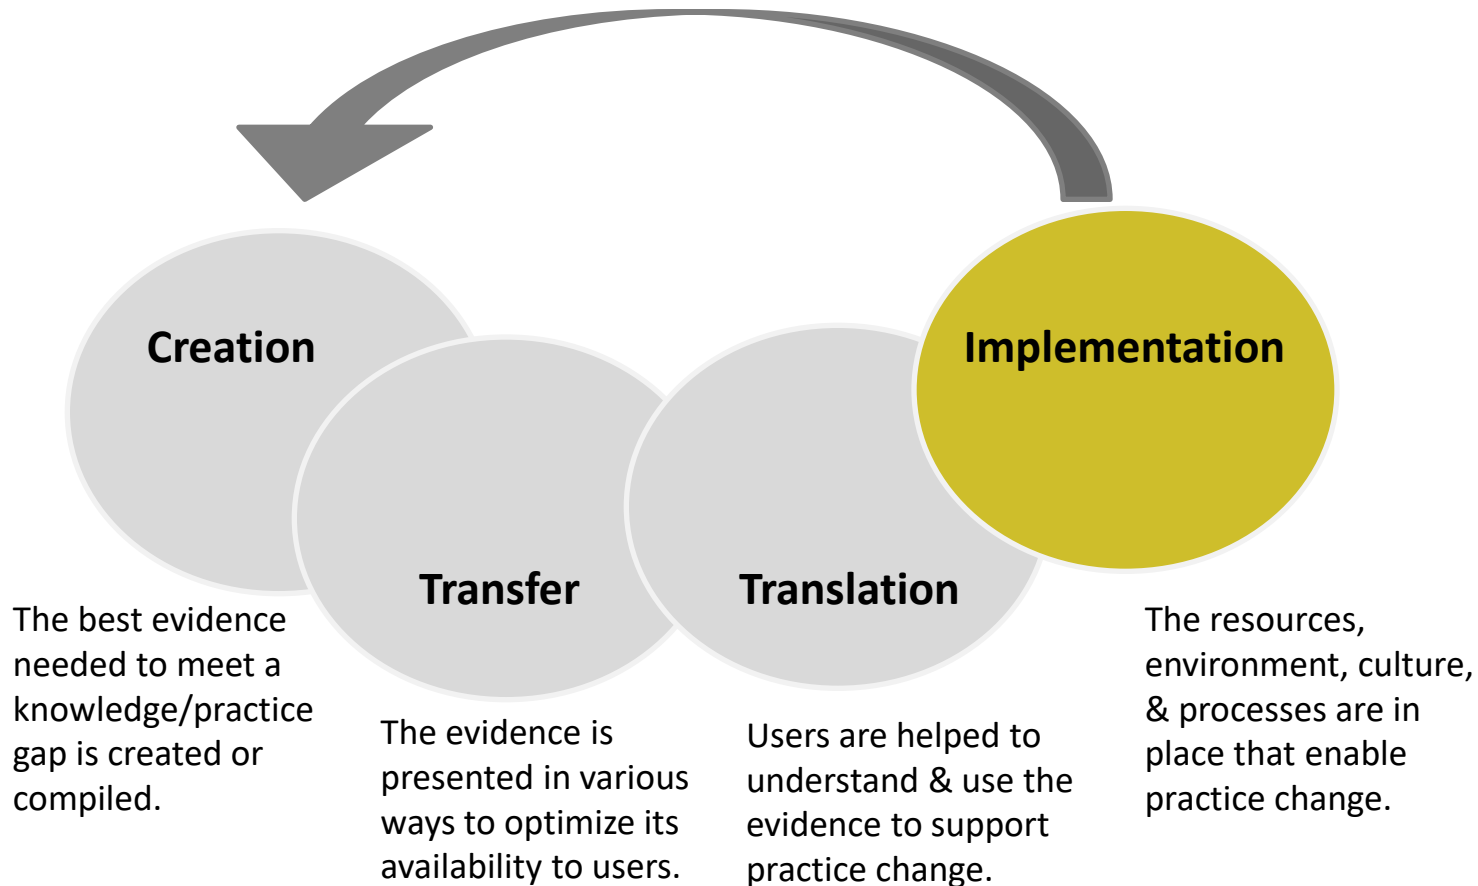 Creation
The best evidence
needed to meet a
knowledge/practice
gap is created or
compiled.
Transfer
The evidence is
presented in various
ways to optimize its
availability to users.
Translation
Users are helped to
understand & use the
evidence to support
practice change.
Implementation
The resources,
environment, culture,
& processes are in
place that enable
practice change.